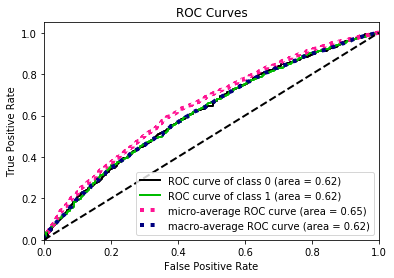 ROC Curves
True Positive Rate
1.0
0.8
0.6
0.4
0.2
0.0
ROC curve of class 0 (area = 0.62)
ROC curve of class 1 (area = 0.62)
micro-average ROC curve (area = 0.65)
macro-average ROC curve (area = 0.62)
0.0 0.2 0.4 0.6 0.8 1.0
False Positive Rate